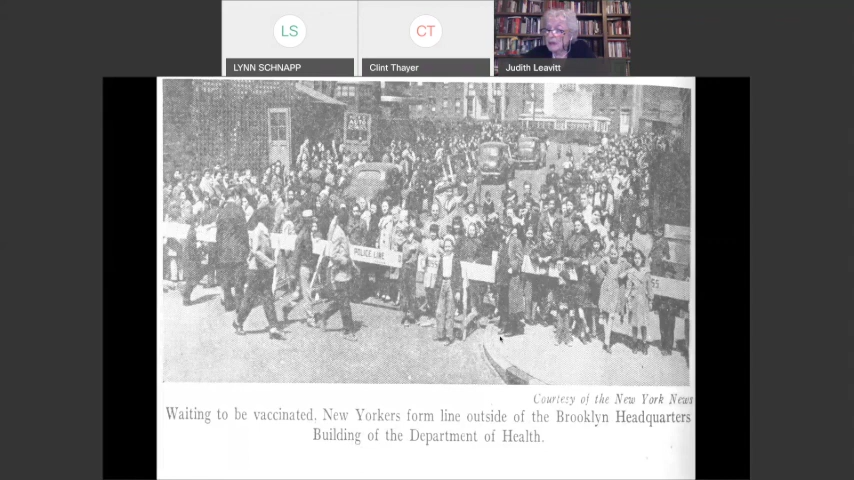 LS
CT
LYNN SCHNAPP
Clint Thayer
Judith Leavitt
POLICE LINE
SS
Courtesy of the New York News
Waiting to be vaccinated. New Yorkers form line outside of the Brooklyn Headquarters
Building of the Department of Health.